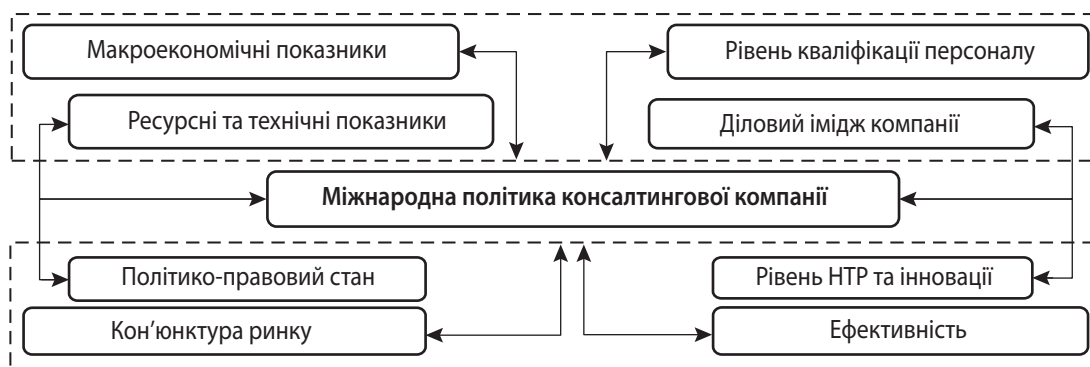 Макроекономічні показники
Рівень кваліфікації персоналу
Ресурсні та технічні показники
Діловий імідж компанії
Міжнародна політика консалтингової компанії
Політико-правовий стан
Рівень НТР та інновації
Кон’юнктура ринку
Ефективність